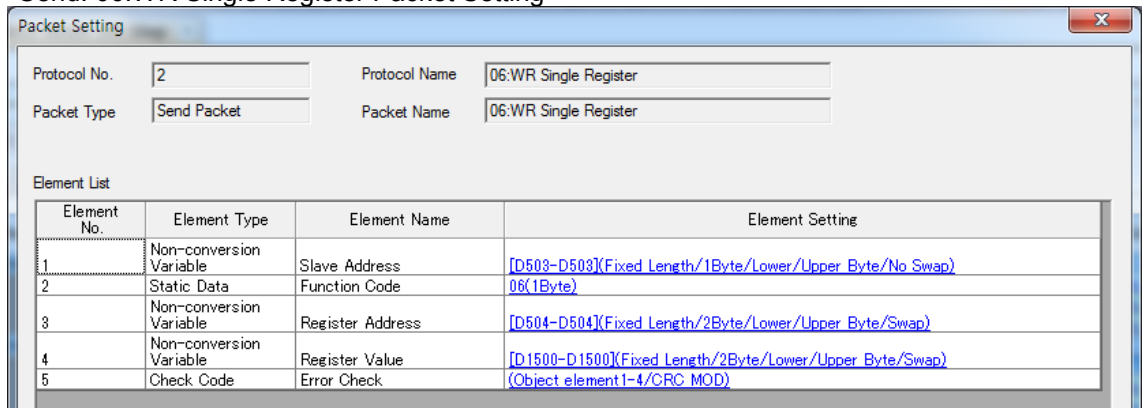 Packet Setting
Protocol No. 2 Protocol Name 06:WR Single Register
Packet Type Send Packet Packet Name 06:WR Single Register
Element List
Element No. Element Type Element Name Element Setting
1 Non-conversion Variable Slave Address [D503-D503](Fixed Length/1Byte/Lower/Upper Byte/No Swap)
2 Static Data Function Code 06(1Byte)
3 Non-conversion Variable Register Address [D504-D504](Fixed Length/2Byte/Lower/Upper Byte/Swap)
4 Non-conversion Variable Register Value [D1500-D1500](Fixed Length/2Byte/Lower/Upper Byte/Swap)
5 Check Code Error Check (Object element1-4/CRC MOD)